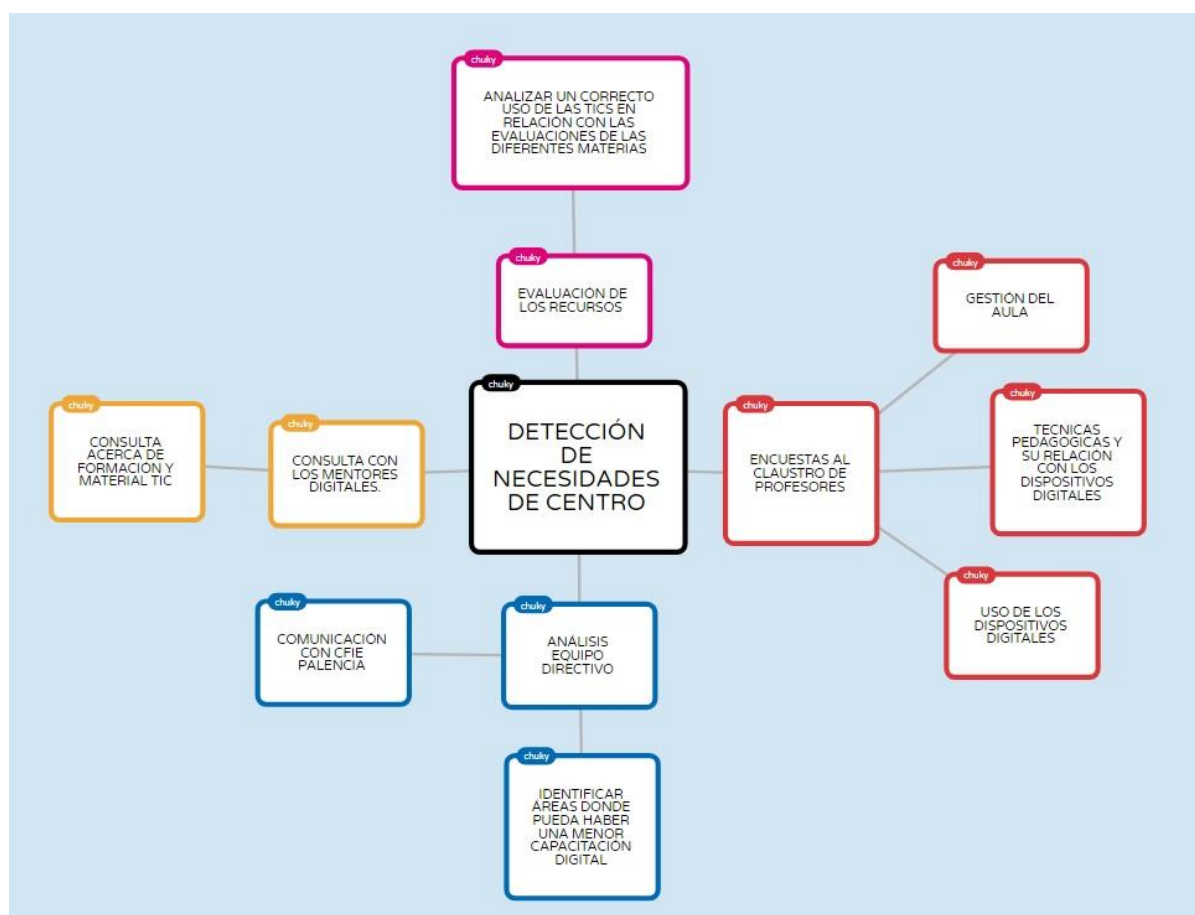 chuky
ANALIZAR UN CORRECTO
USO DE LAS TICS EN
RELACIÓN CON LAS
EVALUACIONES DE LAS
DIFERENTES MATERIAS
chuky
EVALUACIÓN DE
LOS RECURSOS
chuky
GESTIÓN DEL
AULA
chuky
DETECCIÓN
DE
NECESIDADES
DE CENTRO
chuky
CONSULTA
ACERCA DE
FORMACIÓN Y
MATERIAL TIC
chuky
CONSULTA CON
LOS MENTORES
DIGITALES.
chuky
ENCUESTAS AL
CLAUSTRO DE
PROFESORES
chuky
TECNICAS
PEDAGÓGICAS Y
SU RELACIÓN
CON LOS
DISPOSITIVOS
DIGITALES
chuky
USO DE LOS
DISPOSITIVOS
DIGITALES
chuky
COMUNICACIÓN
CON CFIE
PALENCIA
chuky
ANÁLISIS
EQUIPO
DIRECTIVO
chuky
IDENTIFICAR
ÁREAS DONDE
PUEDA HABER
UNA MENOR
CAPACITACIÓN
DIGITAL